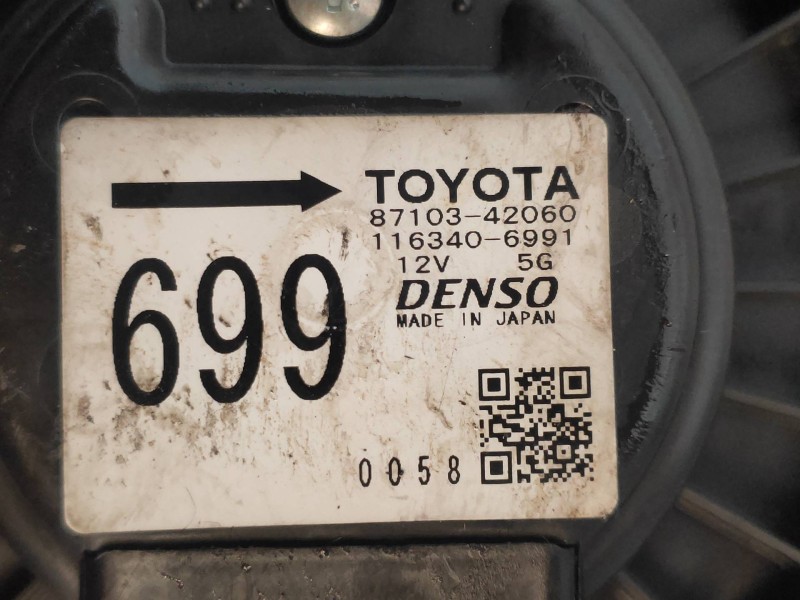 TOYOTA
87103-42060
116340-6991
12V 5G
DENSO
MADE IN JAPAN
699
0058